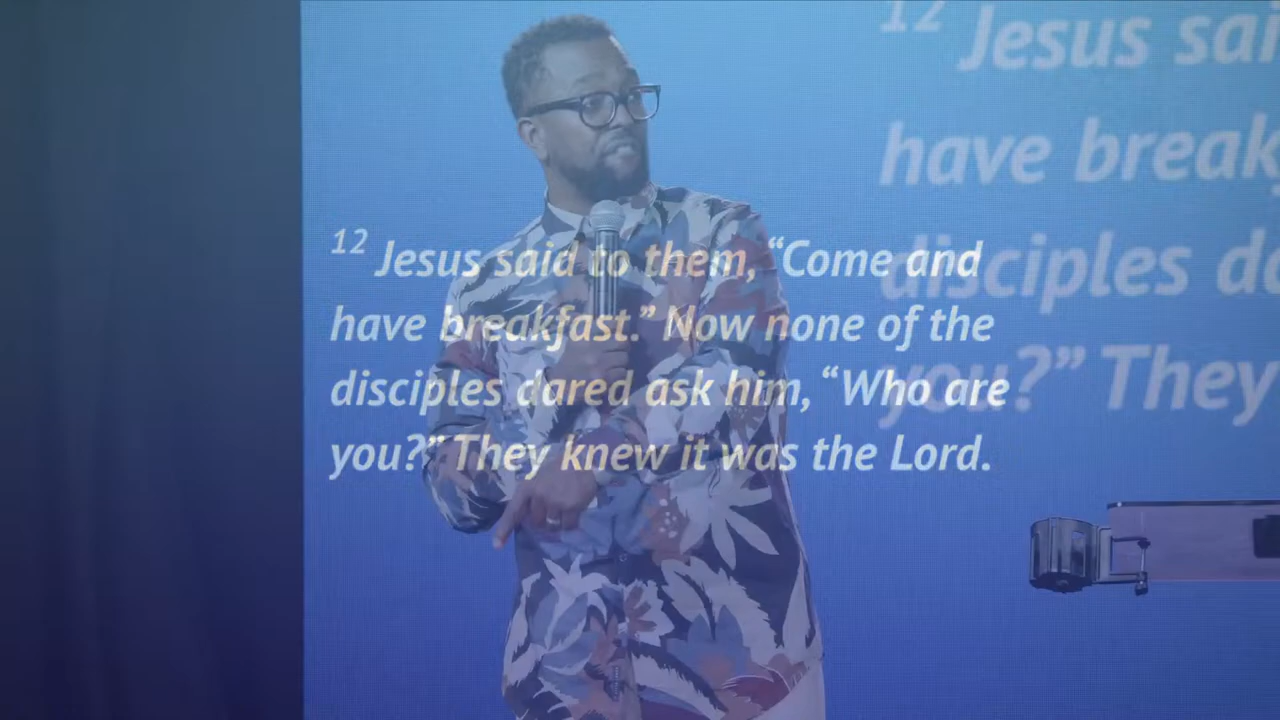 12 Jesus said to them, “Come and
have breakfast.” Now none of the
disciples dared ask him, “Who are
you?” They knew it was the Lord.
12 Jesus sai
have break
disciples da
you?” They